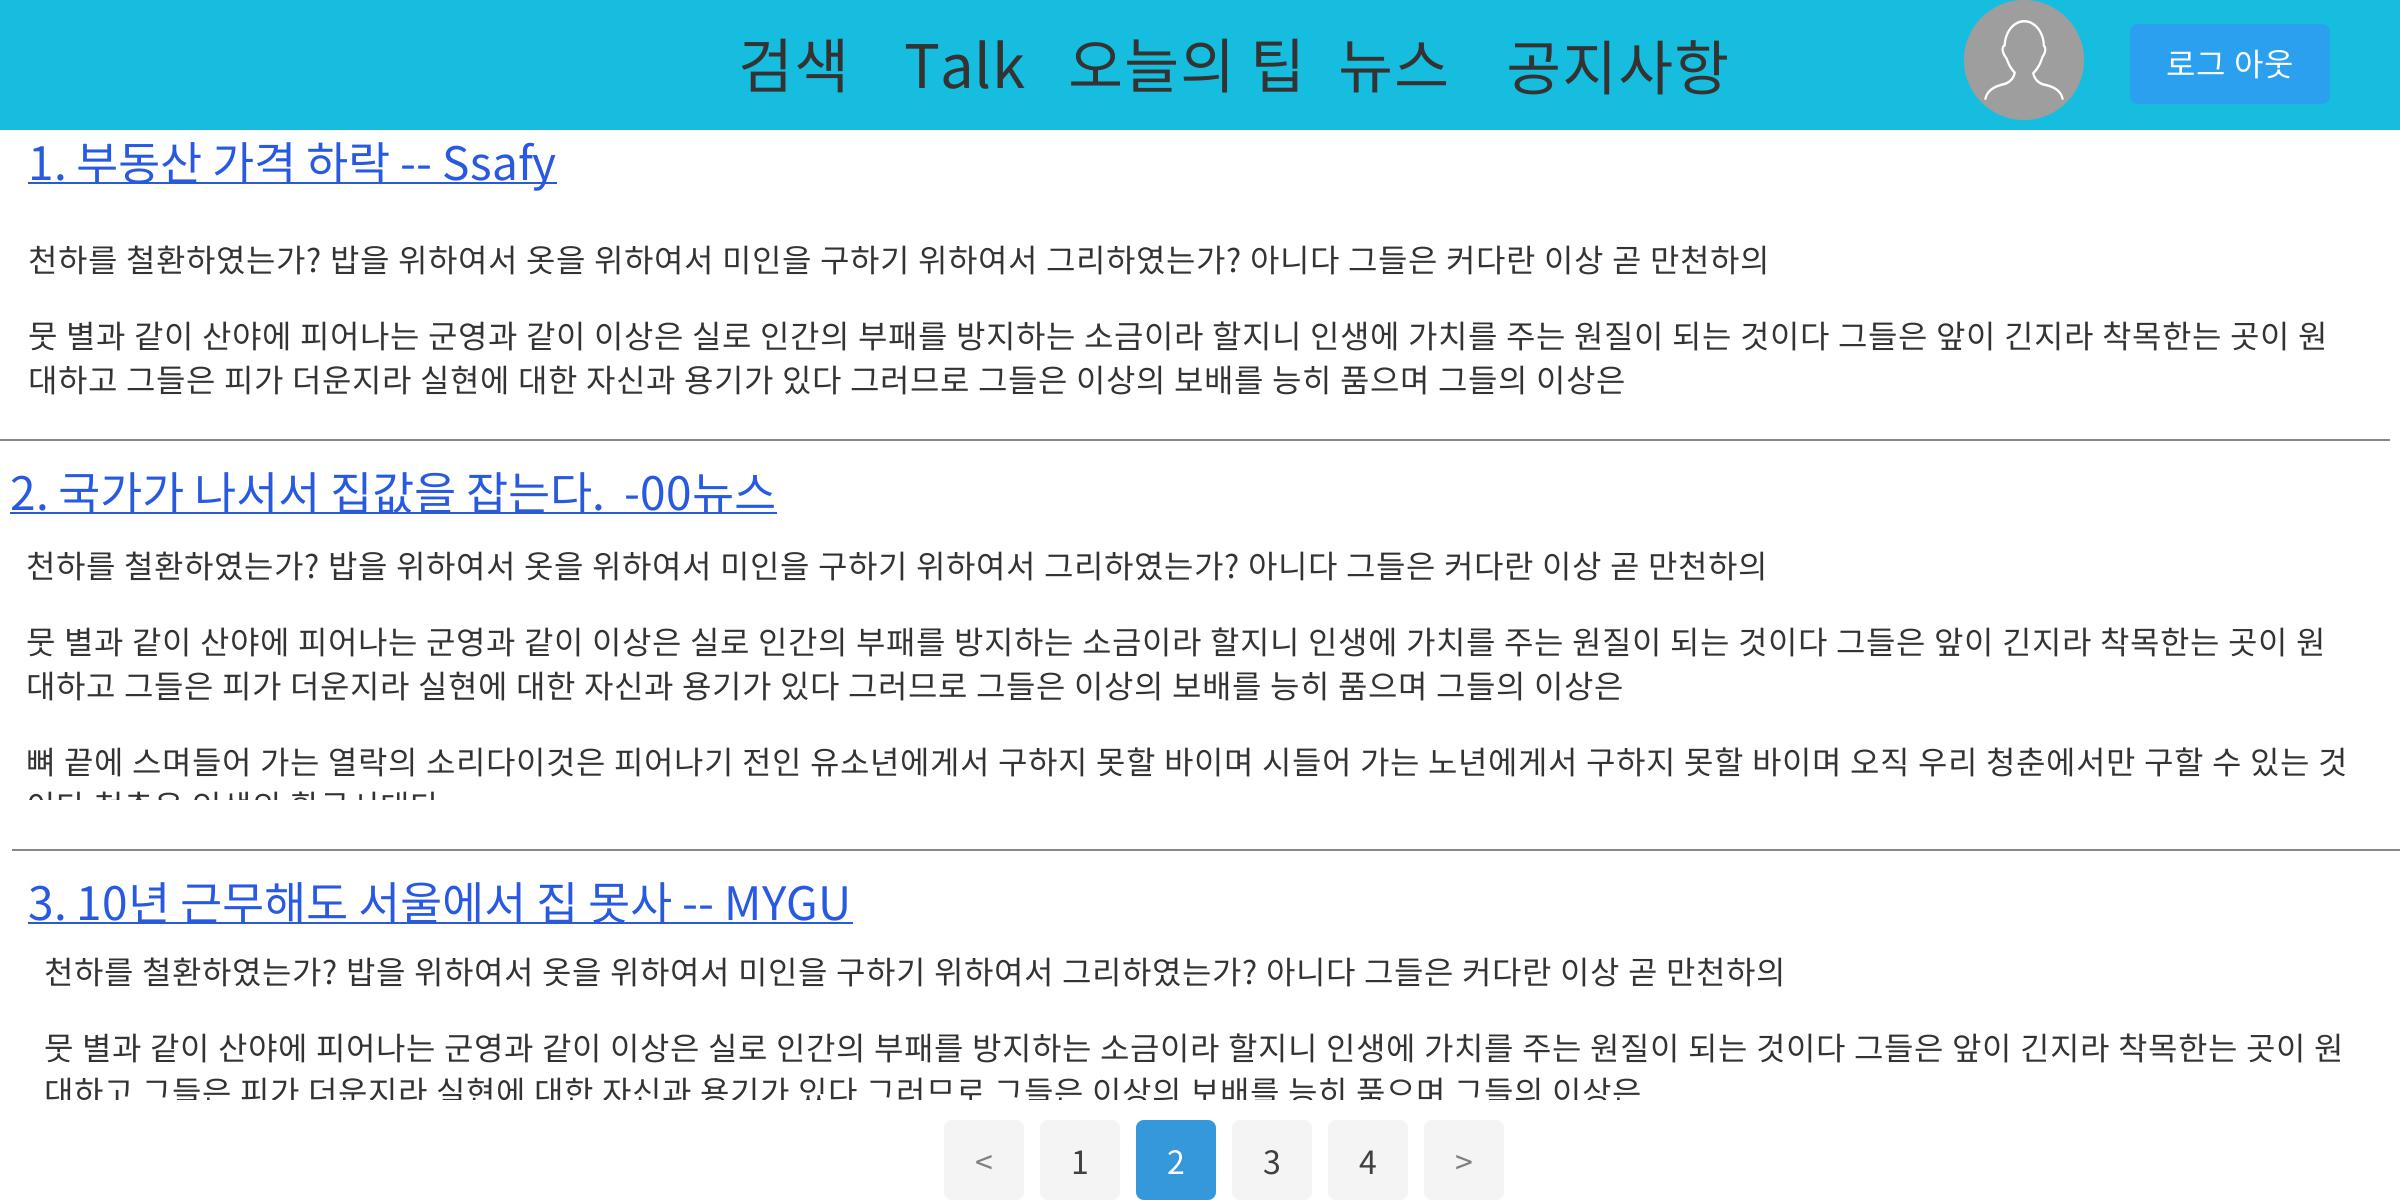 검색 Talk 오늘의 팁 뉴스 공지사항 로그 아웃
1. 부동산 가격 하락 -- Ssafy
천하를 철환하였는가? 밥을 위하여서 옷을 위하여서 미인을 구하기 위하여서 그리하였는가? 아니다 그들은 커다란 이상 곧 만천하의
뭇 별과 같이 산야에 피어나는 군영과 같이 이상은 실로 인간의 부패를 방지하는 소금이라 할지니 인생에 가치를 주는 원질이 되는 것이다 그들은 앞이 긴지라 착목한는 곳이 원
대하고 그들은 피가 더운지라 실현에 대한 자신과 용기가 있다 그러므로 그들은 이상의 보배를 능히 품으며 그들의 이상은
2. 국가가 나서서 집값을 잡는다. -00뉴스
천하를 철환하였는가? 밥을 위하여서 옷을 위하여서 미인을 구하기 위하여서 그리하였는가? 아니다 그들은 커다란 이상 곧 만천하의
뭇 별과 같이 산야에 피어나는 군영과 같이 이상은 실로 인간의 부패를 방지하는 소금이라 할지니 인생에 가치를 주는 원질이 되는 것이다 그들은 앞이 긴지라 착목한는 곳이 원
대하고 그들은 피가 더운지라 실현에 대한 자신과 용기가 있다 그러므로 그들은 이상의 보배를 능히 품으며 그들의 이상은
뼈 끝에 스며들어 가는 열락의 소리다이것은 피어나기 전인 유소년에게서 구하지 못할 바이며 시들어 가는 노년에게서 구하지 못할 바이며 오직 우리 청춘에서만 구할 수 있는 것
3. 10년 근무해도 서울에서 집 못사 -- MYGU
천하를 철환하였는가? 밥을 위하여서 옷을 위하여서 미인을 구하기 위하여서 그리하였는가? 아니다 그들은 커다란 이상 곧 만천하의
뭇 별과 같이 산야에 피어나는 군영과 같이 이상은 실로 인간의 부패를 방지하는 소금이라 할지니 인생에 가치를 주는 원질이 되는 것이다 그들은 앞이 긴지라 착목한는 곳이 원
대하고 그들은 피가 더운지라 실현에 대한 자신과 용기가 있다 그러므로 그들은 이상의 보배를 능히 품으며 그들의 이상은
< 1 2 3 4 >